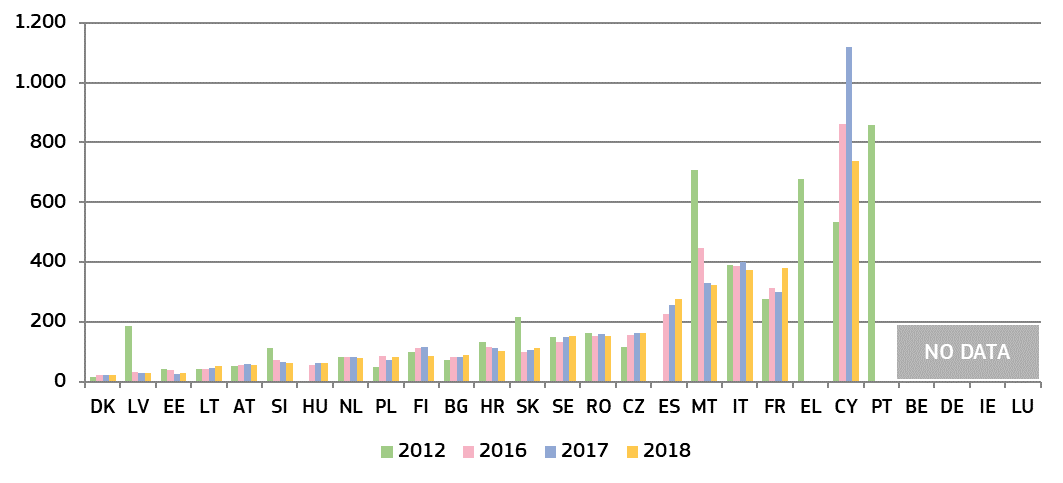 1.200
1.000
800
600
400
200
0
NO DATA
DK LV EE LT AT SI HU NL PL FI BG HR SK SE RO CZ ES MT IT FR EL CY PT BE DE IE LU
2012 2016 2017 2018